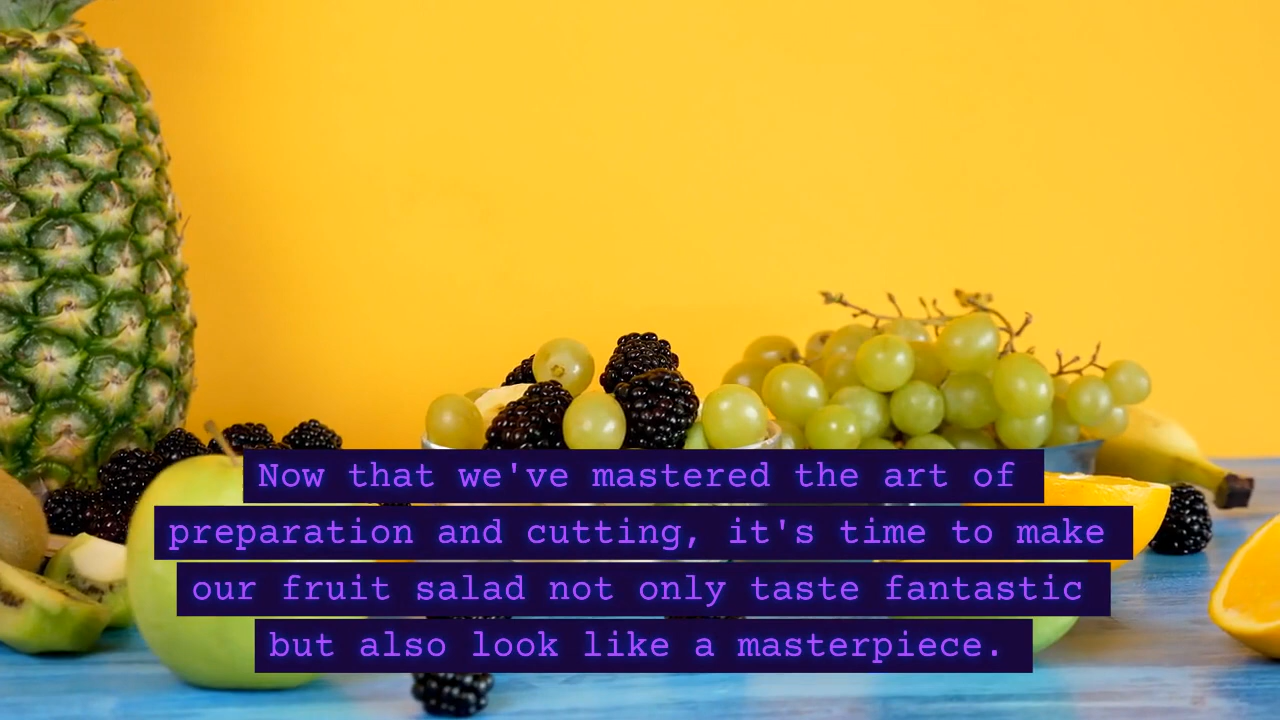 Now that we've mastered the art of
preparation and cutting, it's time to make
our fruit salad not only taste fantastic
but also look like a masterpiece.